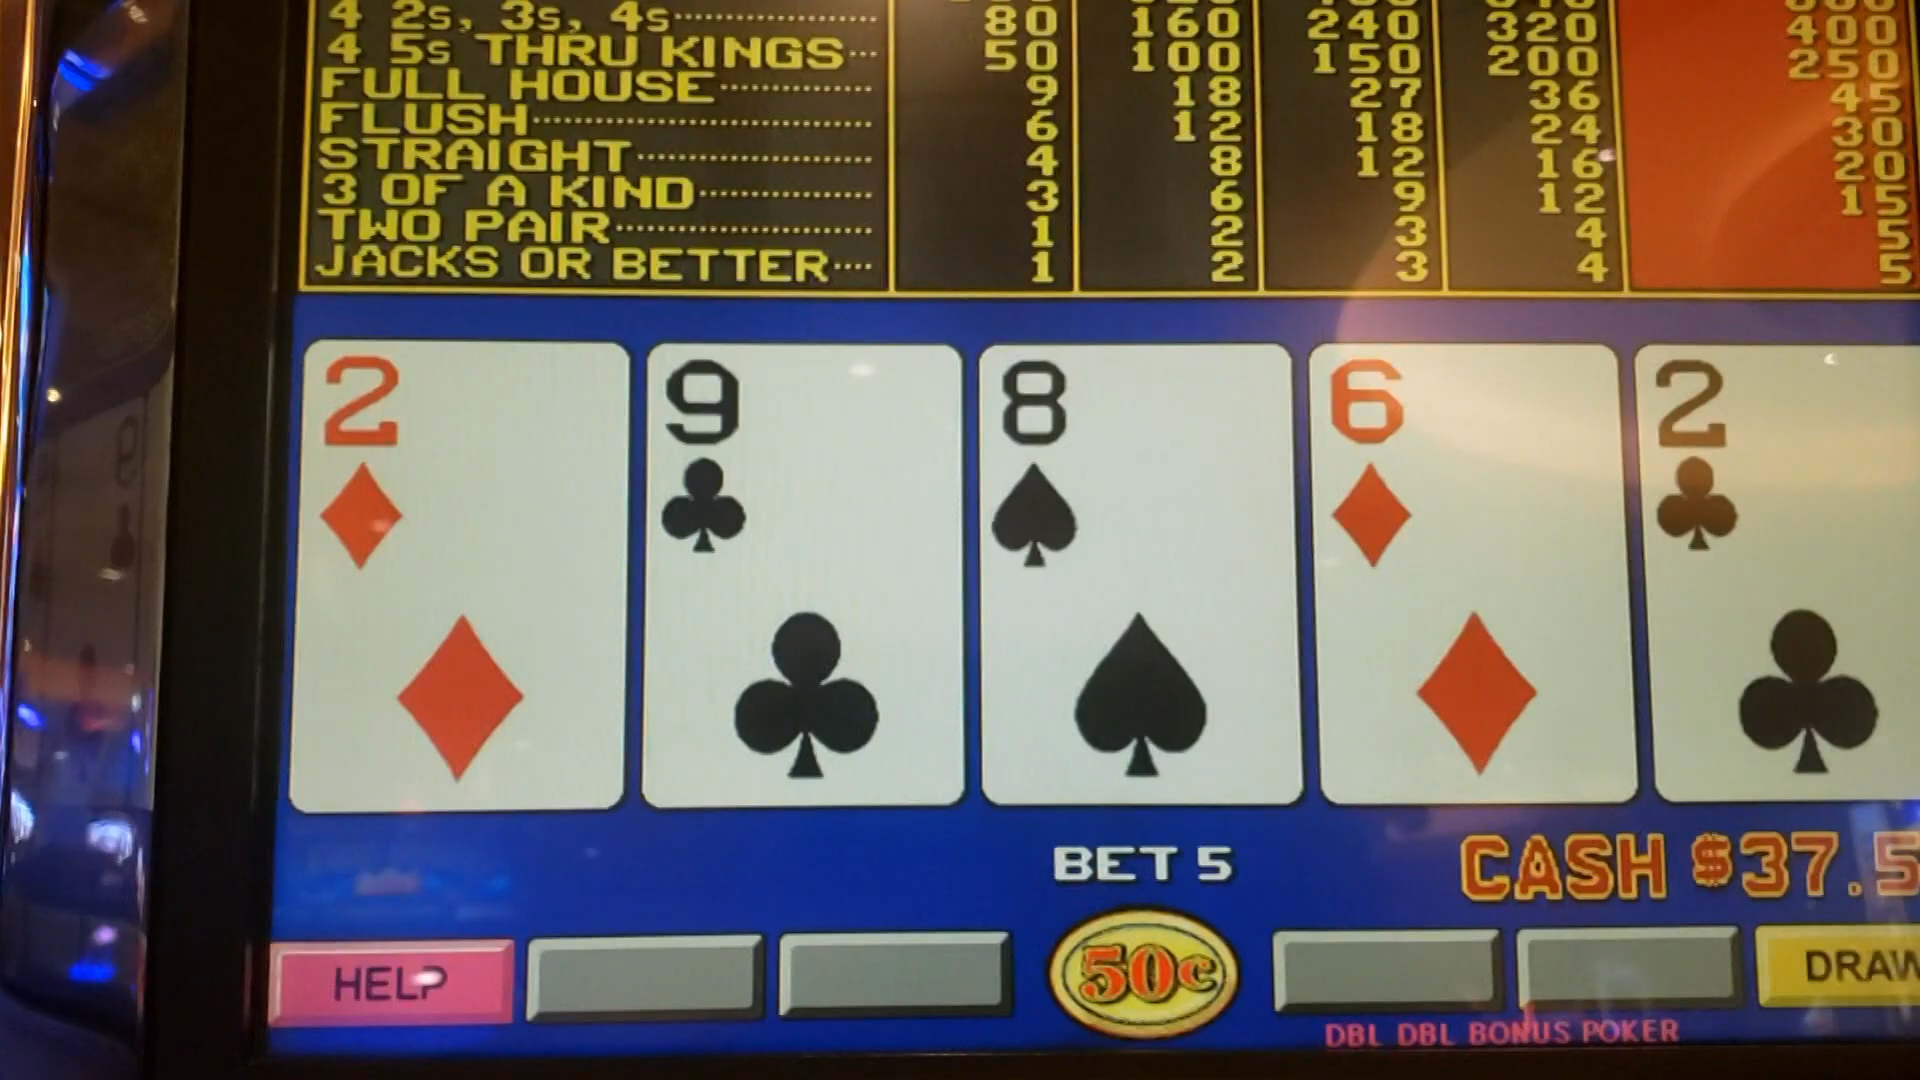 4 2s, 3s, 4s 80 160 240 320 400
4 5s THRU KINGS 50 100 150 200 250
FULL HOUSE 9 18 27 36 45
FLUSH 6 12 18 24 30
STRAIGHT 4 8 12 16 20
3 OF A KIND 3 6 9 12 15
TWO PAIR 1 2 3 4 5
JACKS OR BETTER 1 2 3 4 5
2 9 8 6 2
BET 5 CASH $37.5
HELP 50¢ DRAW
DBL DBL BONUS POKER